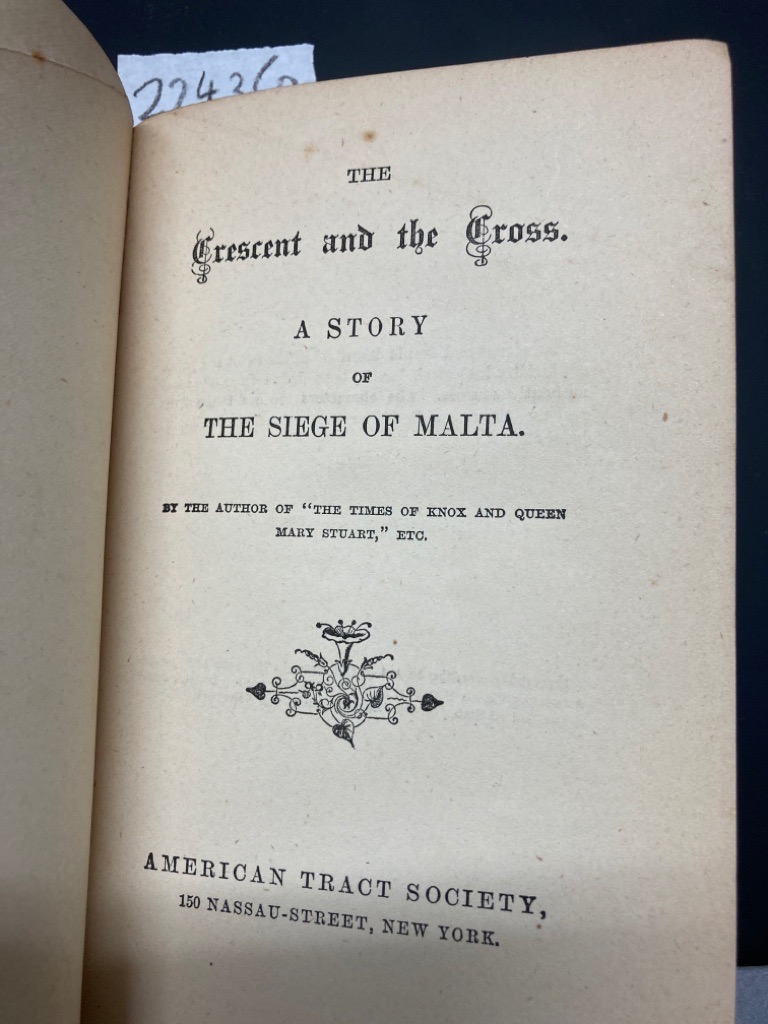 THE
Crescent and the Cross.
A STORY
OF
THE SIEGE OF MALTA.
BY THE AUTHOR OF "THE TIMES OF KNOX AND QUEEN
MARY STUART," ETC.
AMERICAN TRACT SOCIETY,
150 NASSAU-STREET, NEW YORK.